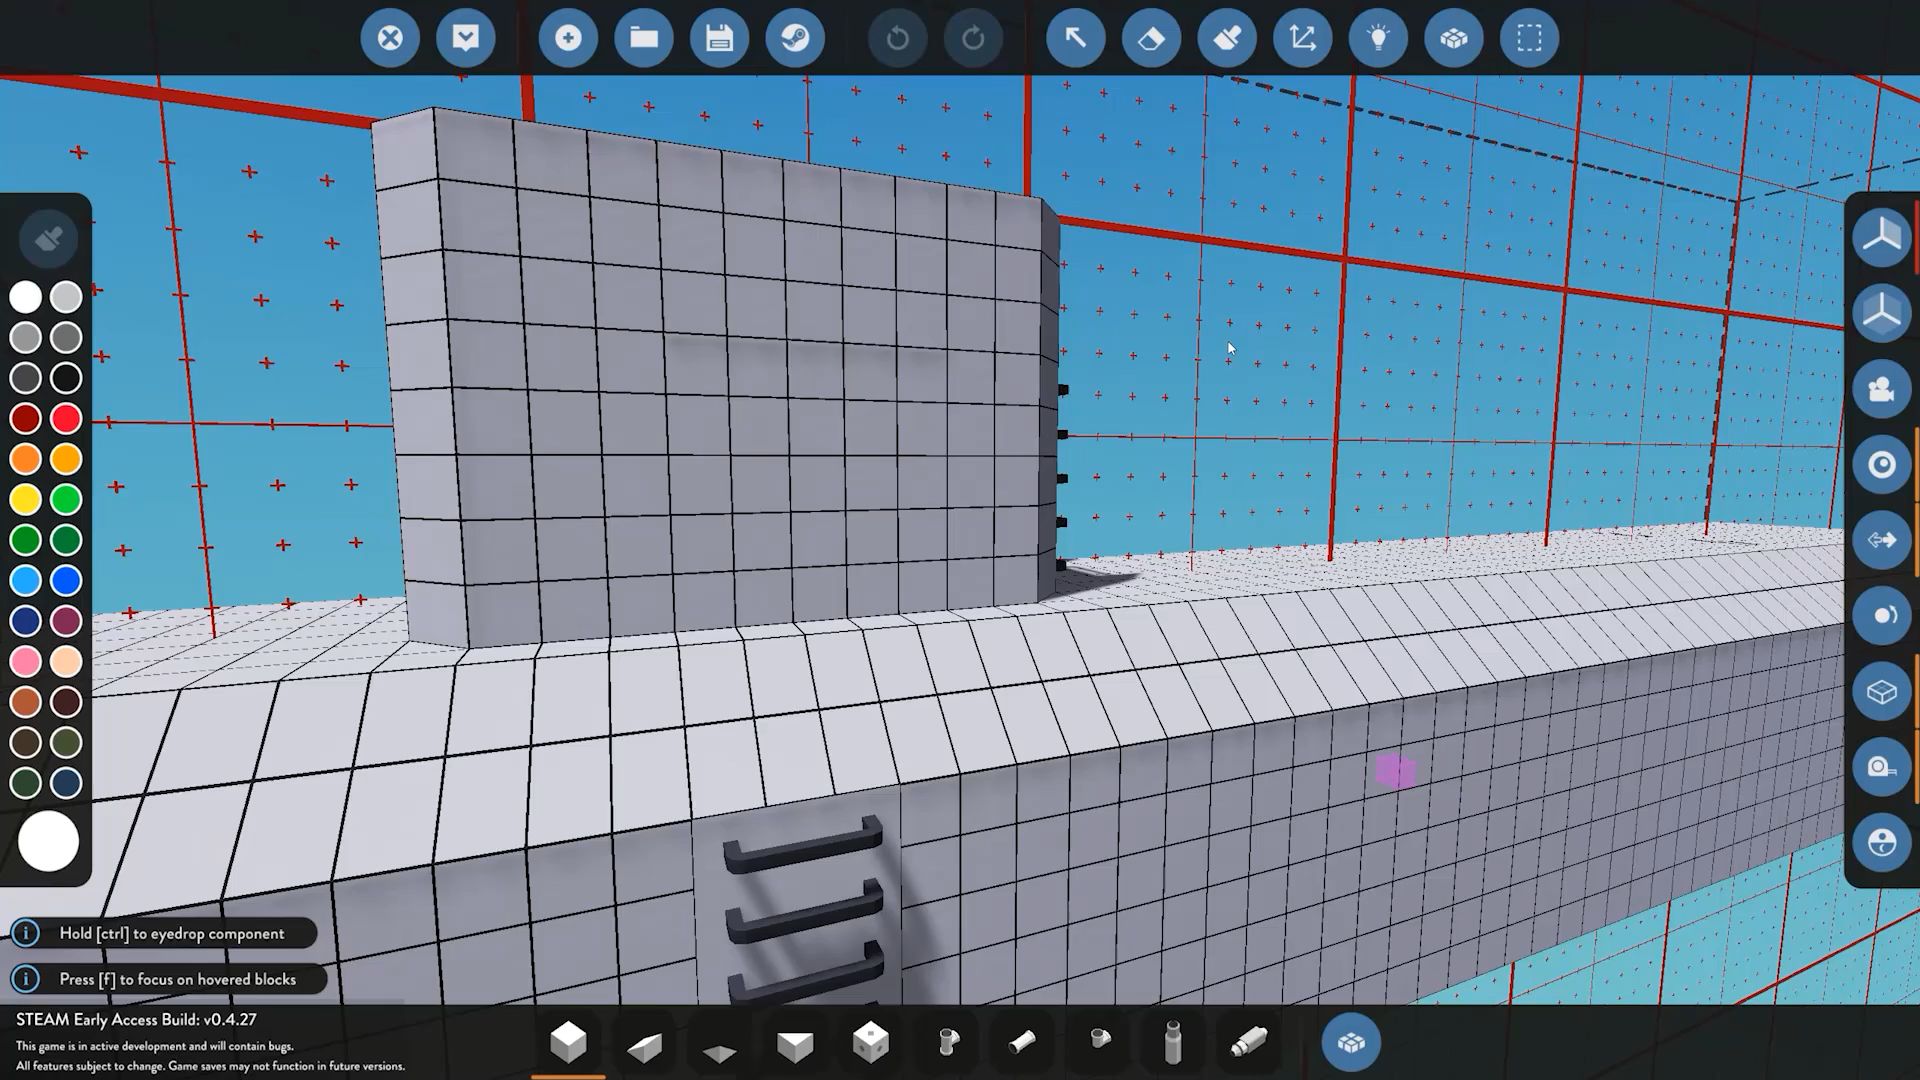 Hold [ctrl] to eyedrop component
Press [f] to focus on hovered blocks
STEAM Early Access Build: v0.4.27
This game is in active development and will contain bugs.
All features subject to change. Game saves may not function in future versions.